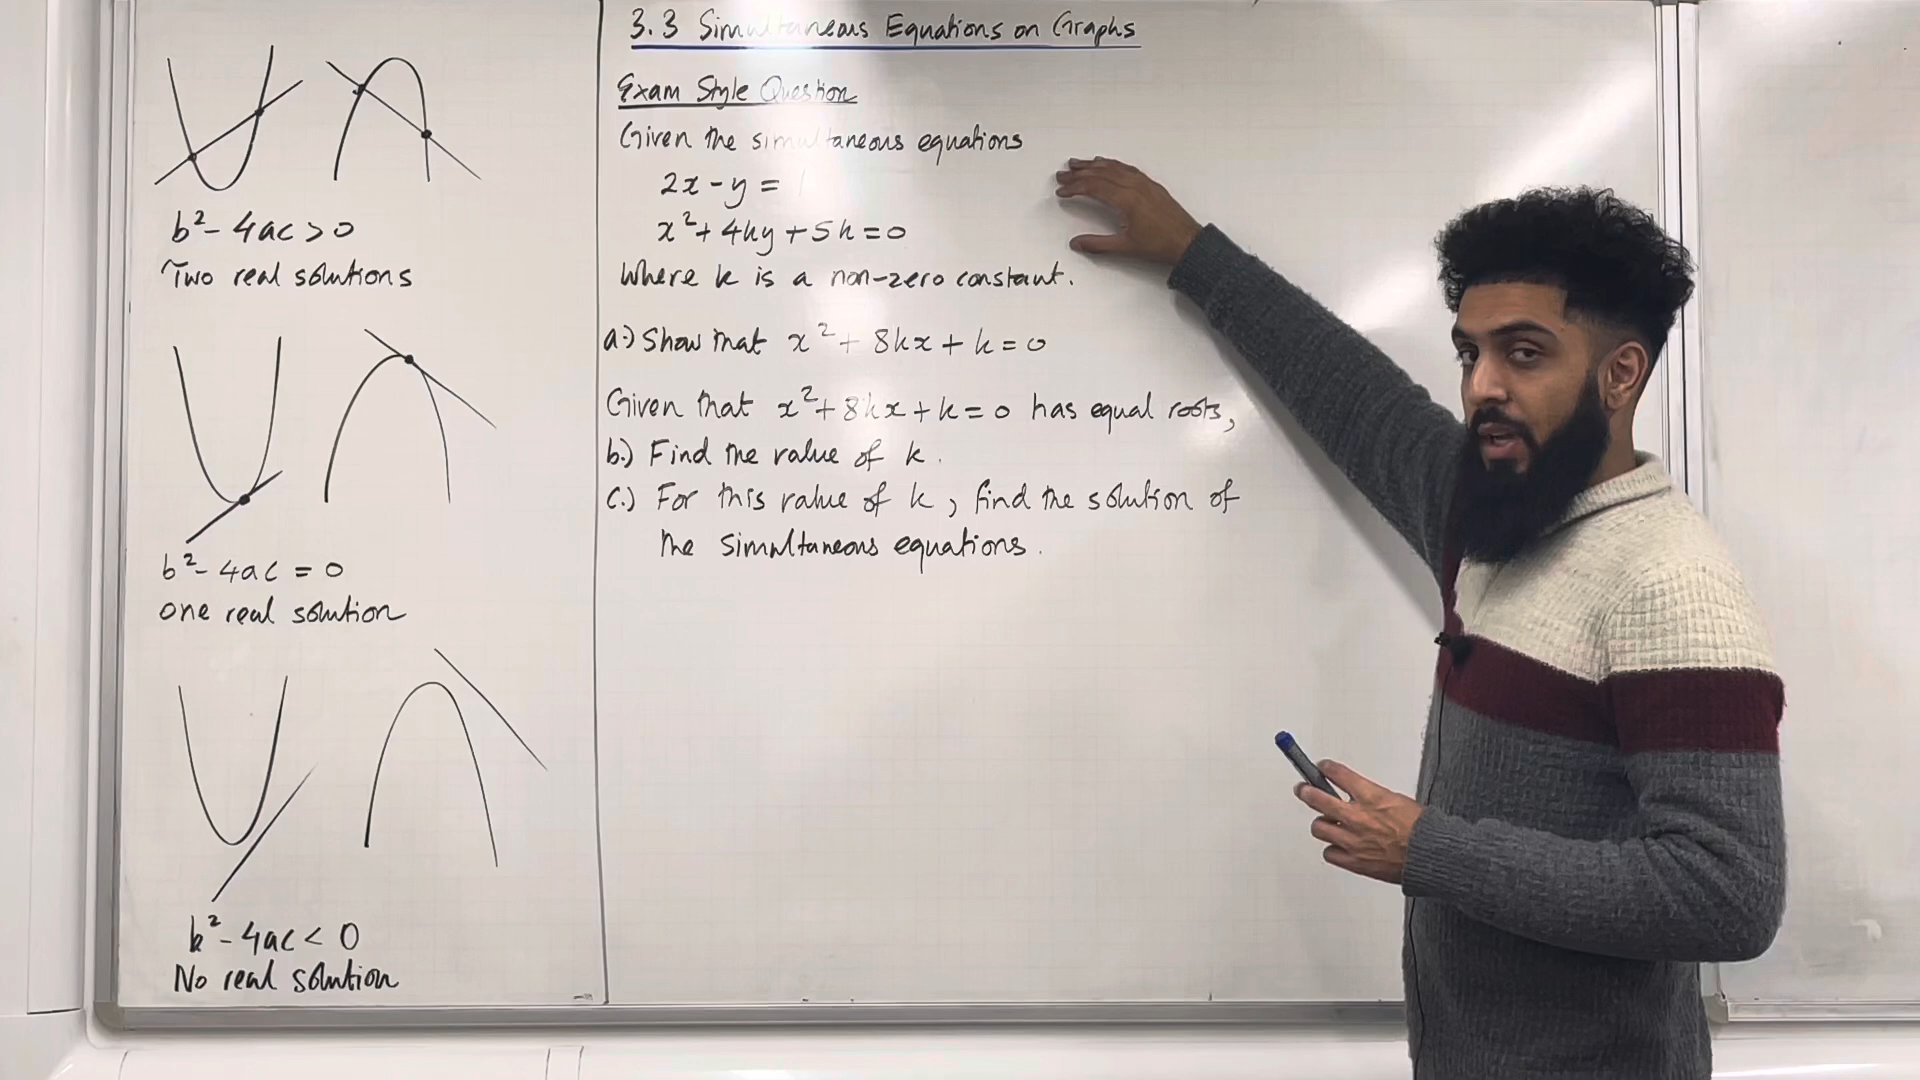 b² - 4ac > 0
Two real solutions
b² - 4ac = 0
one real solution
b² - 4ac < 0
No real solution
3.3 Simultaneous Equations on Graphs
Exam Style Question
Given the simultaneous equations
2x - y = 1
x² + 4ky + 5k = 0
Where k is a non-zero constant.
a.) Show that x² + 8kx + k = 0
Given that x² + 8kx + k = 0 has equal roots,
b.) Find the value of k.
c.) For this value of k, find the solution of
the simultaneous equations.